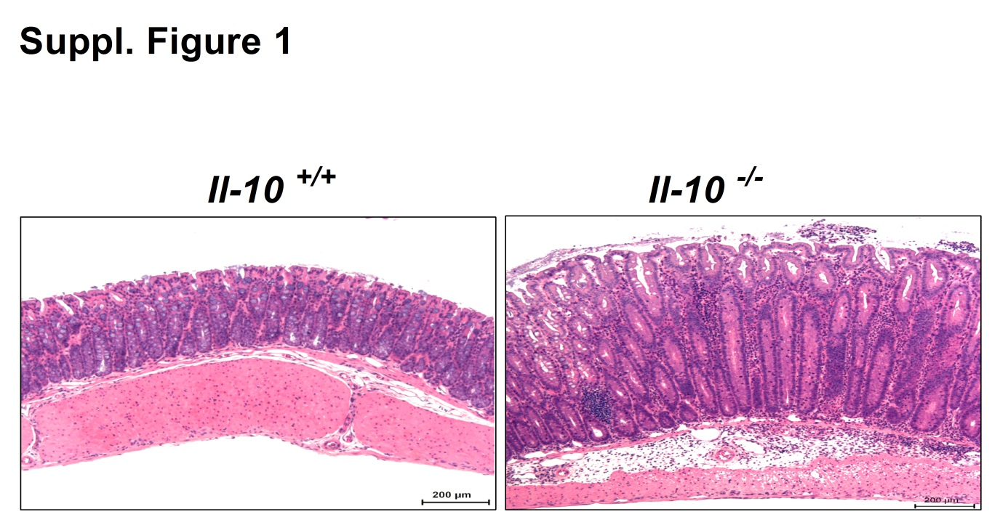 Suppl. Figure 1
Il-10 +/+
Il-10 -/-
200 µm
200 µm